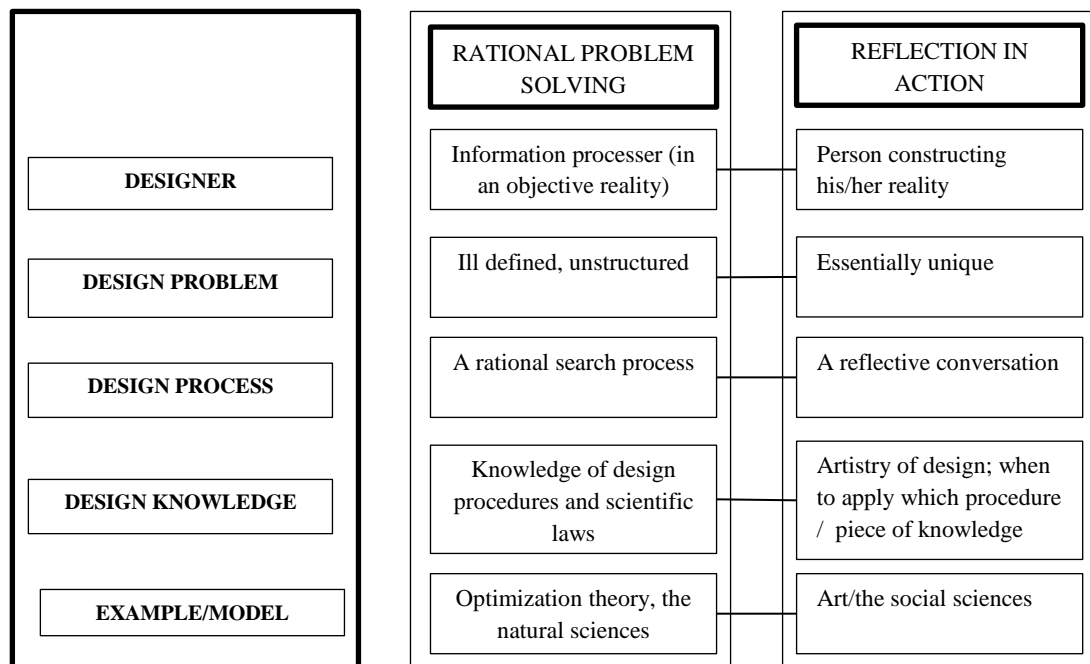 RATIONAL PROBLEM
SOLVING
REFLECTION IN
ACTION
DESIGNER
Information processer (in
an objective reality)
Person constructing
his/her reality
DESIGN PROBLEM
Ill defined, unstructured
Essentially unique
DESIGN PROCESS
A rational search process
A reflective conversation
DESIGN KNOWLEDGE
Knowledge of design
procedures and scientific
laws
Artistry of design; when
to apply which procedure
/ piece of knowledge
EXAMPLE/MODEL
Optimization theory, the
natural sciences
Art/the social sciences